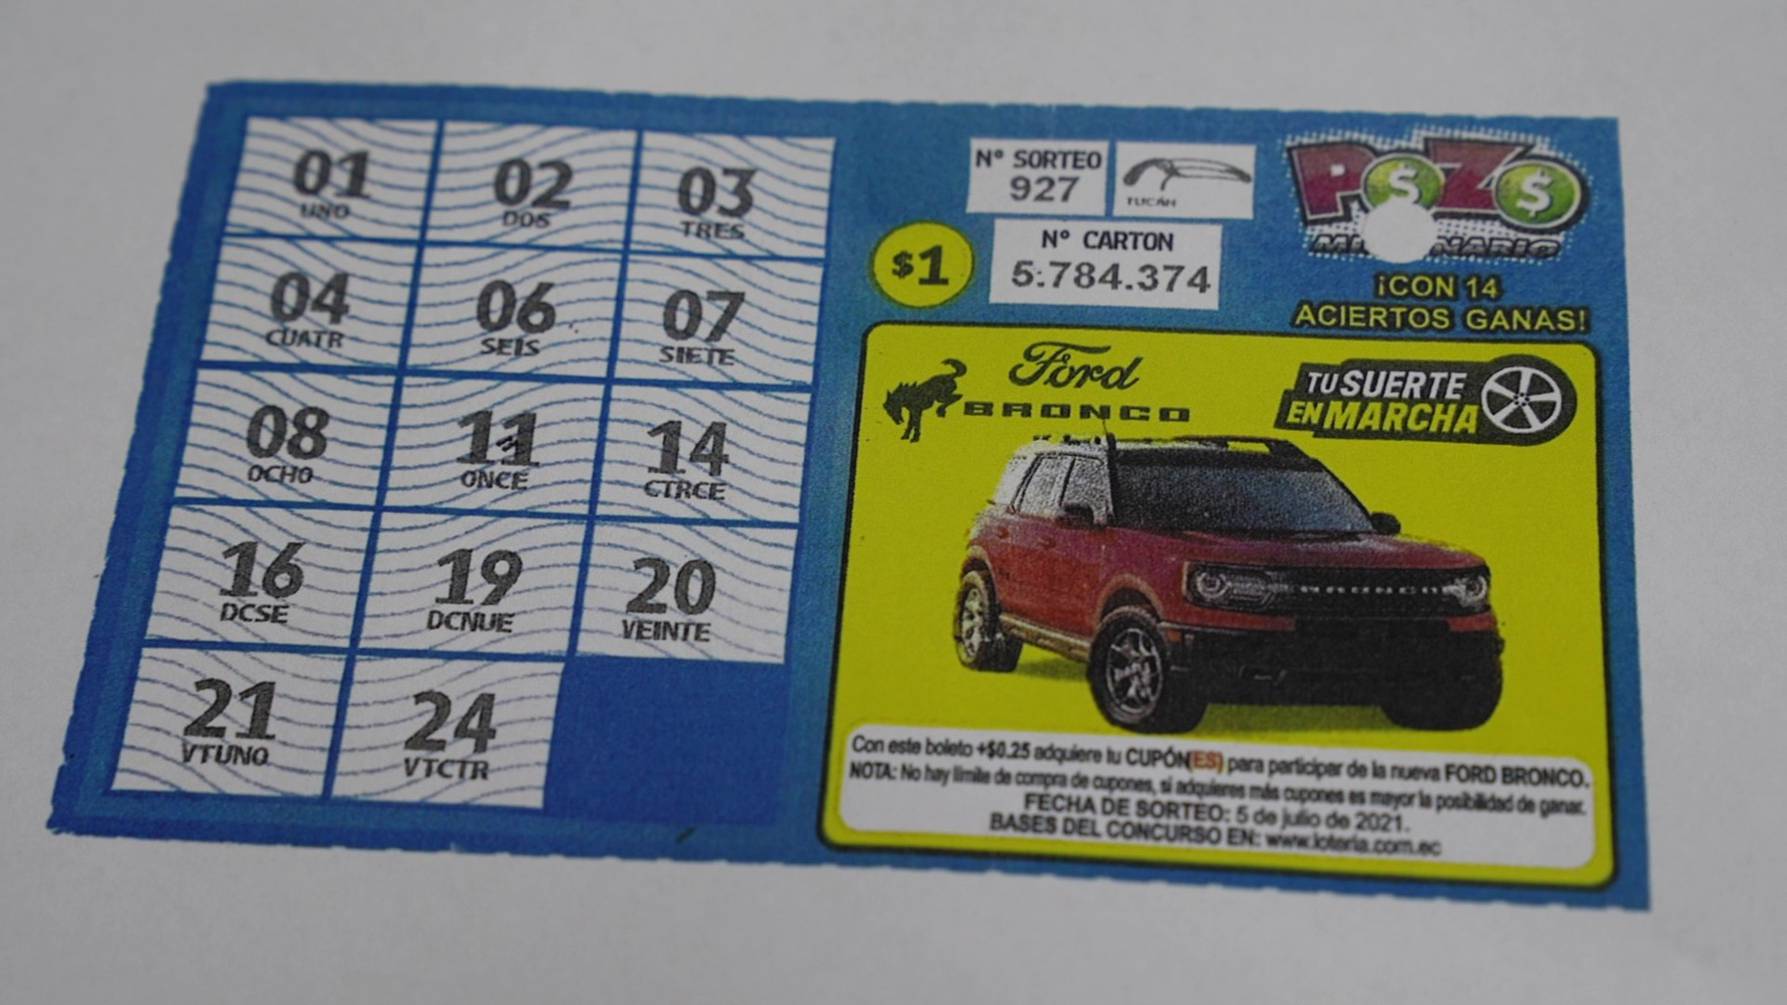 01 02 03
UNO DOS TRES
04 06 07
CUATR SEIS SIETE
08 11 14
OCHO ONCE CTRCE
16 19 20
DCSE DCNUE VEINTE
21 24
VTUNO VTCTR
Nº SORTEO
927
TUCÁN
Nº CARTON
5.784.374
$1
POZO
¡CON 14
ACIERTOS GANAS!
Ford
BRONCO
TU SUERTE
EN MARCHA
BRONCO
Con este boleto +$0.25 adquiere tu CUPÓN(ES) para participar de la nueva FORD BRONCO.
NOTA: No hay límite de compra de cupones, si adquieres más cupones es mayor la posibilidad de ganar.
FECHA DE SORTEO: 5 de julio de 2021.
BASES DEL CONCURSO EN: www.loteria.com.ec